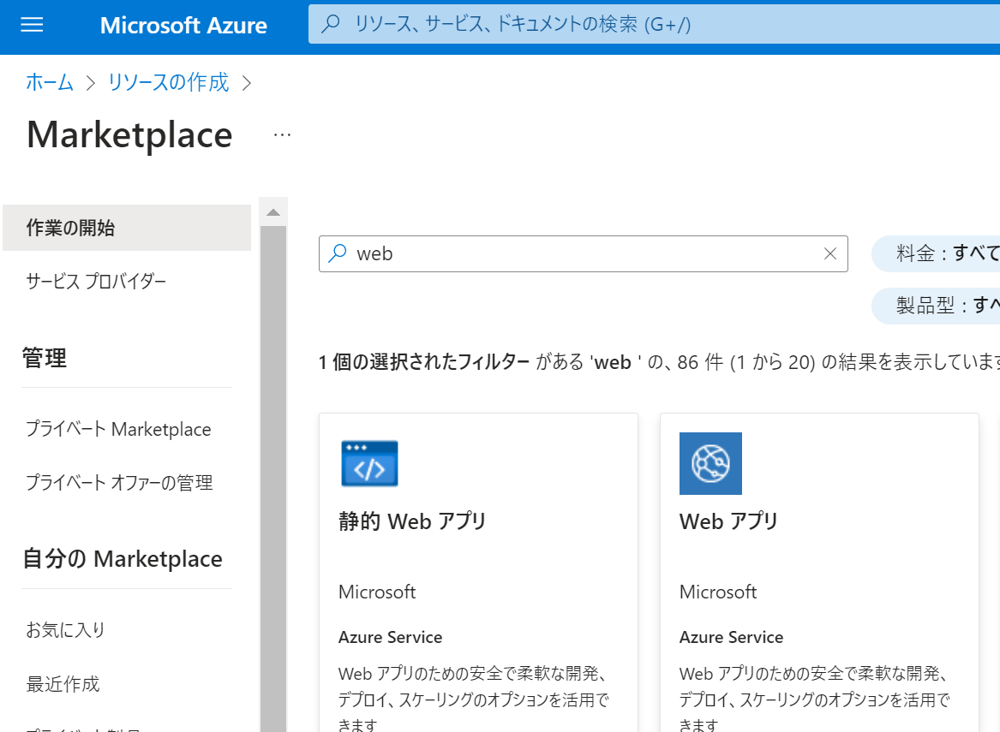 Microsoft Azure
リソース、サービス、ドキュメントの検索 (G+/)
ホーム > リソースの作成 >
Marketplace ...
作業の開始
サービス プロバイダー
管理
プライベート Marketplace
プライベート オファーの管理
自分の Marketplace
お気に入り
最近作成
web
料金 : すべて
製品型 : すべ
1 個の選択されたフィルター がある 'web ' の、86 件 (1 から 20) の結果を表示しています
静的 Web アプリ
Microsoft
Azure Service
Web アプリのための安全で柔軟な開発、
デプロイ、スケーリングのオプションを活用で
きます
Web アプリ
Microsoft
Azure Service
Web アプリのための安全で柔軟な開発、
デプロイ、スケーリングのオプションを活用で
きます